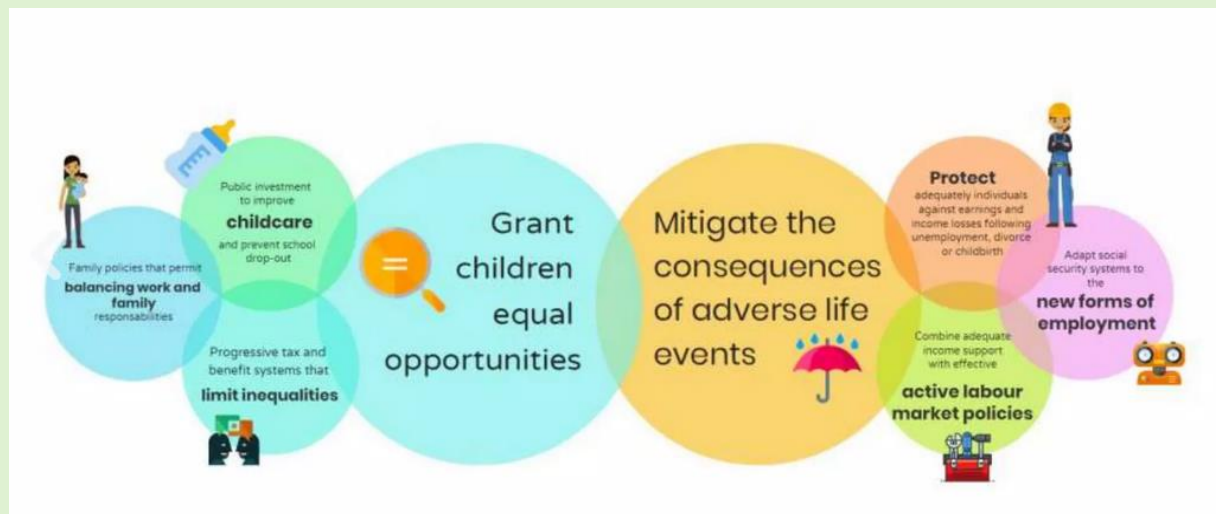 Family policies that permit
balancing work and
family
responsabilities
Public investment
to improve
childcare
and prevent school
drop-out
Progressive tax and
benefit systems that
limit inequalities
=
Grant
children
equal
opportunities
Mitigate the
consequences
of adverse life
events
Protect
adequately individuals
against earnings and
income losses following
unemployment, divorce
or childbirth
Adapt social
security systems to
the
new forms of
employment
Combine adequate
income support
with effective
active labour
market policies